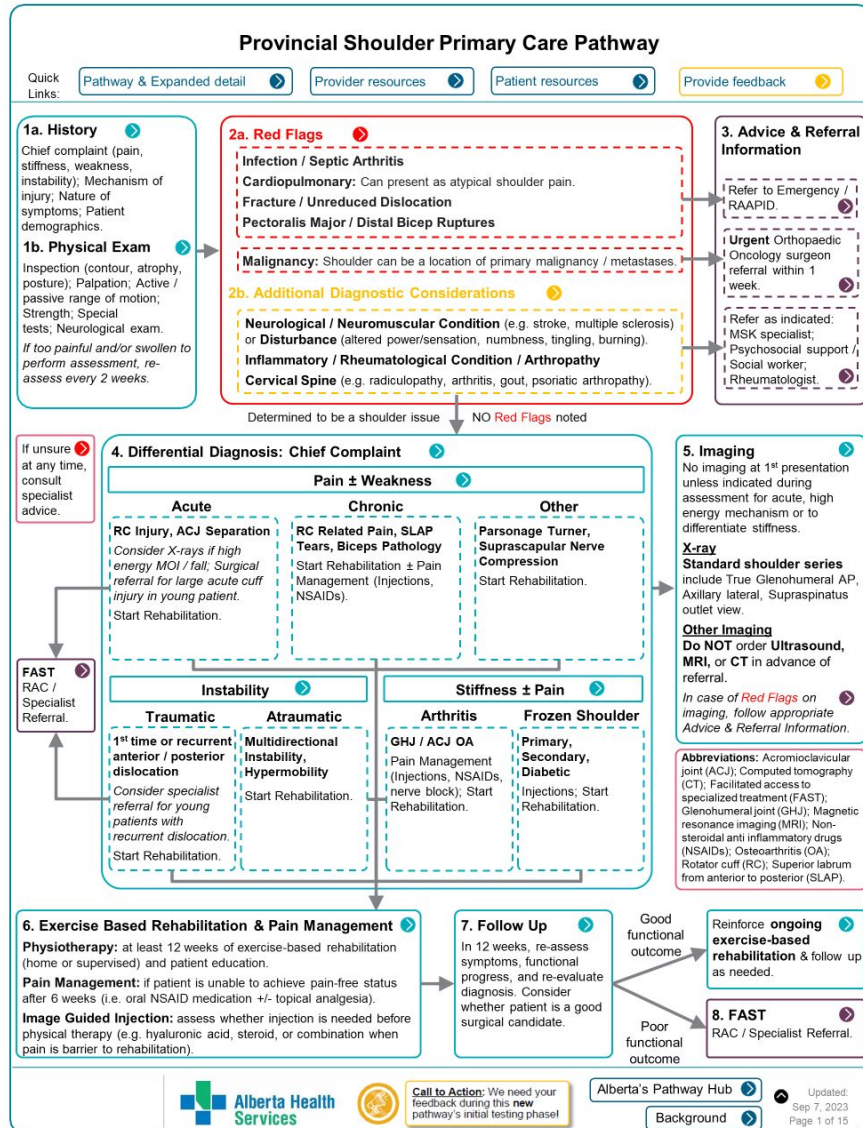 Provincial Shoulder Primary Care Pathway
Quick
Links:
Pathway & Expanded detail
Provider resources
Patient resources
Provide feedback
1a. History
Chief complaint (pain,
stiffness, weakness,
instability); Mechanism of
injury; Nature of
symptoms; Patient
demographics.
1b. Physical Exam
Inspection (contour, atrophy,
posture); Palpation; Active /
passive range of motion;
Strength; Special
tests; Neurological exam.
If too painful and/or swollen to
perform assessment, re-
assess every 2 weeks.
2a. Red Flags
Infection / Septic Arthritis
Cardiopulmonary: Can present as atypical shoulder pain.
Fracture / Unreduced Dislocation
Pectoralis Major / Distal Bicep Ruptures
Malignancy: Shoulder can be a location of primary malignancy / metastases.
2b. Additional Diagnostic Considerations
Neurological / Neuromuscular Condition (e.g. stroke, multiple sclerosis)
or Disturbance (altered power/sensation, numbness, tingling, burning).
Inflammatory / Rheumatological Condition / Arthropathy
Cervical Spine (e.g. radiculopathy, arthritis, gout, psoriatic arthropathy).
3. Advice & Referral
Information
Refer to Emergency /
RAAPID.
Urgent Orthopaedic
Oncology surgeon
referral within 1
week.
Refer as indicated:
MSK specialist;
Psychosocial support /
Social worker;
Rheumatologist.
Determined to be a shoulder issue
NO Red Flags noted
If unsure
at any time,
consult
specialist
advice.
4. Differential Diagnosis: Chief Complaint
Pain ± Weakness
Acute
RC Injury, ACJ Separation
Consider X-rays if high
energy MOI / fall; Surgical
referral for large acute cuff
injury in young patient.
Start Rehabilitation.
Chronic
RC Related Pain, SLAP
Tears, Biceps Pathology
Start Rehabilitation ± Pain
Management (Injections,
NSAIDs).
Other
Parsonage Turner,
Suprascapular Nerve
Compression
Start Rehabilitation.
FAST
RAC /
Specialist
Referral.
Instability
Traumatic
1st time or recurrent
anterior / posterior
dislocation
Consider specialist
referral for young
patients with
recurrent dislocation.
Start Rehabilitation.
Atraumatic
Multidirectional
Instability,
Hypermobility
Start Rehabilitation.
Stiffness ± Pain
Arthritis
GHJ / ACJ OA
Pain Management
(Injections, NSAIDs,
nerve block); Start
Rehabilitation.
Frozen Shoulder
Primary,
Secondary,
Diabetic
Injections; Start
Rehabilitation.
5. Imaging
No imaging at 1st presentation
unless indicated during
assessment for acute, high
energy mechanism or to
differentiate stiffness.
X-ray
Standard shoulder series
include True Glenohumeral AP,
Axillary lateral, Supraspinatus
outlet view.
Other Imaging
Do NOT order Ultrasound,
MRI, or CT in advance of
referral.
In case of Red Flags on
imaging, follow appropriate
Advice & Referral Information.
Abbreviations: Acromioclavicular
joint (ACJ); Computed tomography
(CT); Facilitated access to
specialized treatment (FAST);
Glenohumeral joint (GHJ); Magnetic
resonance imaging (MRI); Non-
steroidal anti inflammatory drugs
(NSAIDs); Osteoarthritis (OA);
Rotator cuff (RC); Superior labrum
from anterior to posterior (SLAP).
6. Exercise Based Rehabilitation & Pain Management
Physiotherapy: at least 12 weeks of exercise-based rehabilitation
(home or supervised) and patient education.
Pain Management: if patient is unable to achieve pain-free status
after 6 weeks (i.e. oral NSAID medication +/- topical analgesia).
Image Guided Injection: assess whether injection is needed before
physical therapy (e.g. hyaluronic acid, steroid, or combination when
pain is barrier to rehabilitation).
7. Follow Up
In 12 weeks, re-assess
symptoms, functional
progress, and re-evaluate
diagnosis. Consider
whether patient is a good
surgical candidate.
Good
functional
outcome
Poor
functional
outcome
Reinforce ongoing
exercise-based
rehabilitation & follow up
as needed.
8. FAST
RAC / Specialist Referral.
Alberta Health
Services
Call to Action: We need your
feedback during this new
pathway's initial testing phase!
Alberta's Pathway Hub
Background
Updated:
Sep 7, 2023
Page 1 of 15